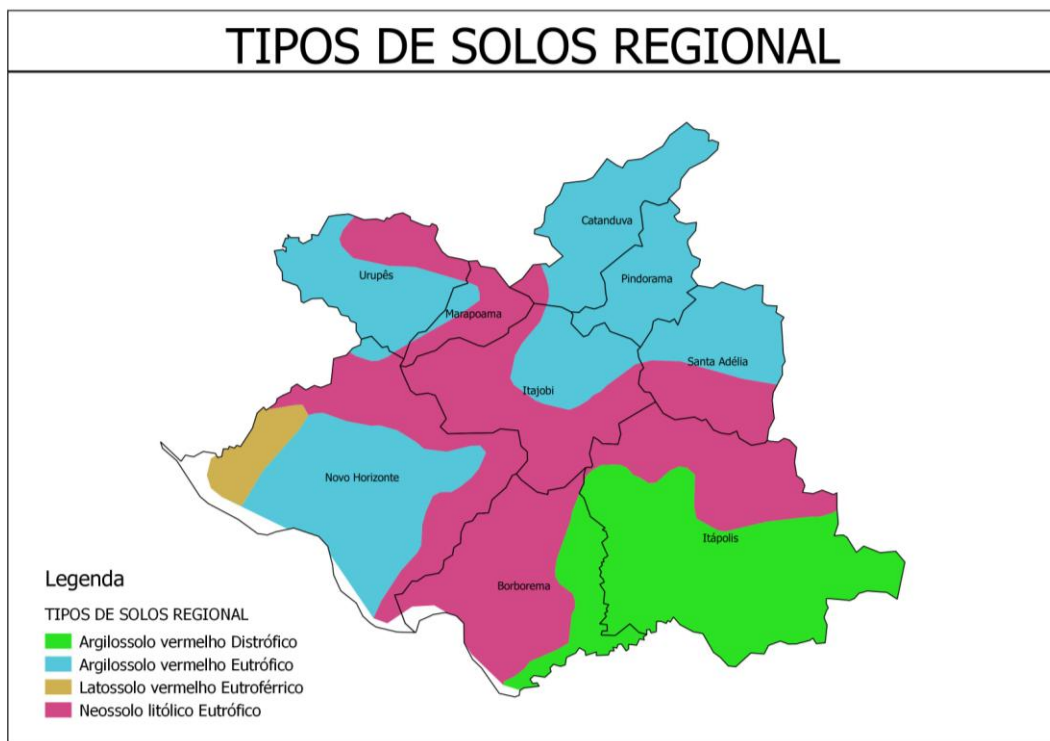 TIPOS DE SOLOS REGIONAL
Catanduva
Pindorama
Urupês
Marapoama
Santa Adélia
Itajobi
Novo Horizonte
Itápolis
Borborema
Legenda
TIPOS DE SOLOS REGIONAL
Argilossolo vermelho Distrófico
Argilossolo vermelho Eutrófico
Latossolo vermelho Eutroférrico
Neossolo litólico Eutrófico